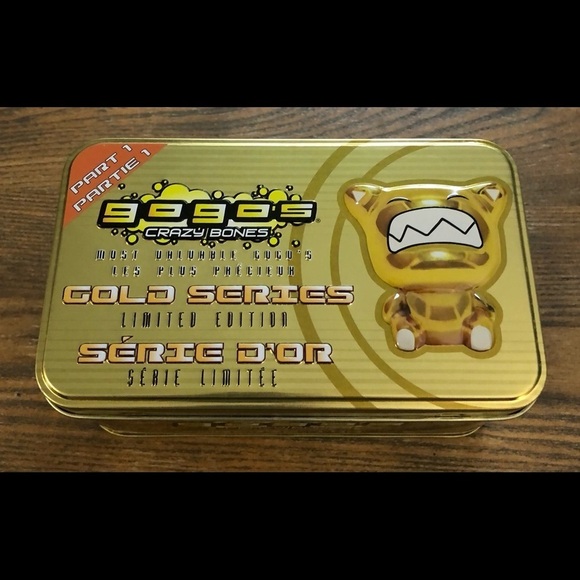 PART 1
PARTIE 1
gogo's
CRAZY BONES
MOST VALUABLE GOGO'S
LES PLUS PRÉCIEUX
GOLD SERIES
LIMITED EDITION
SÉRIE D'OR
SÉRIE LIMITÉE